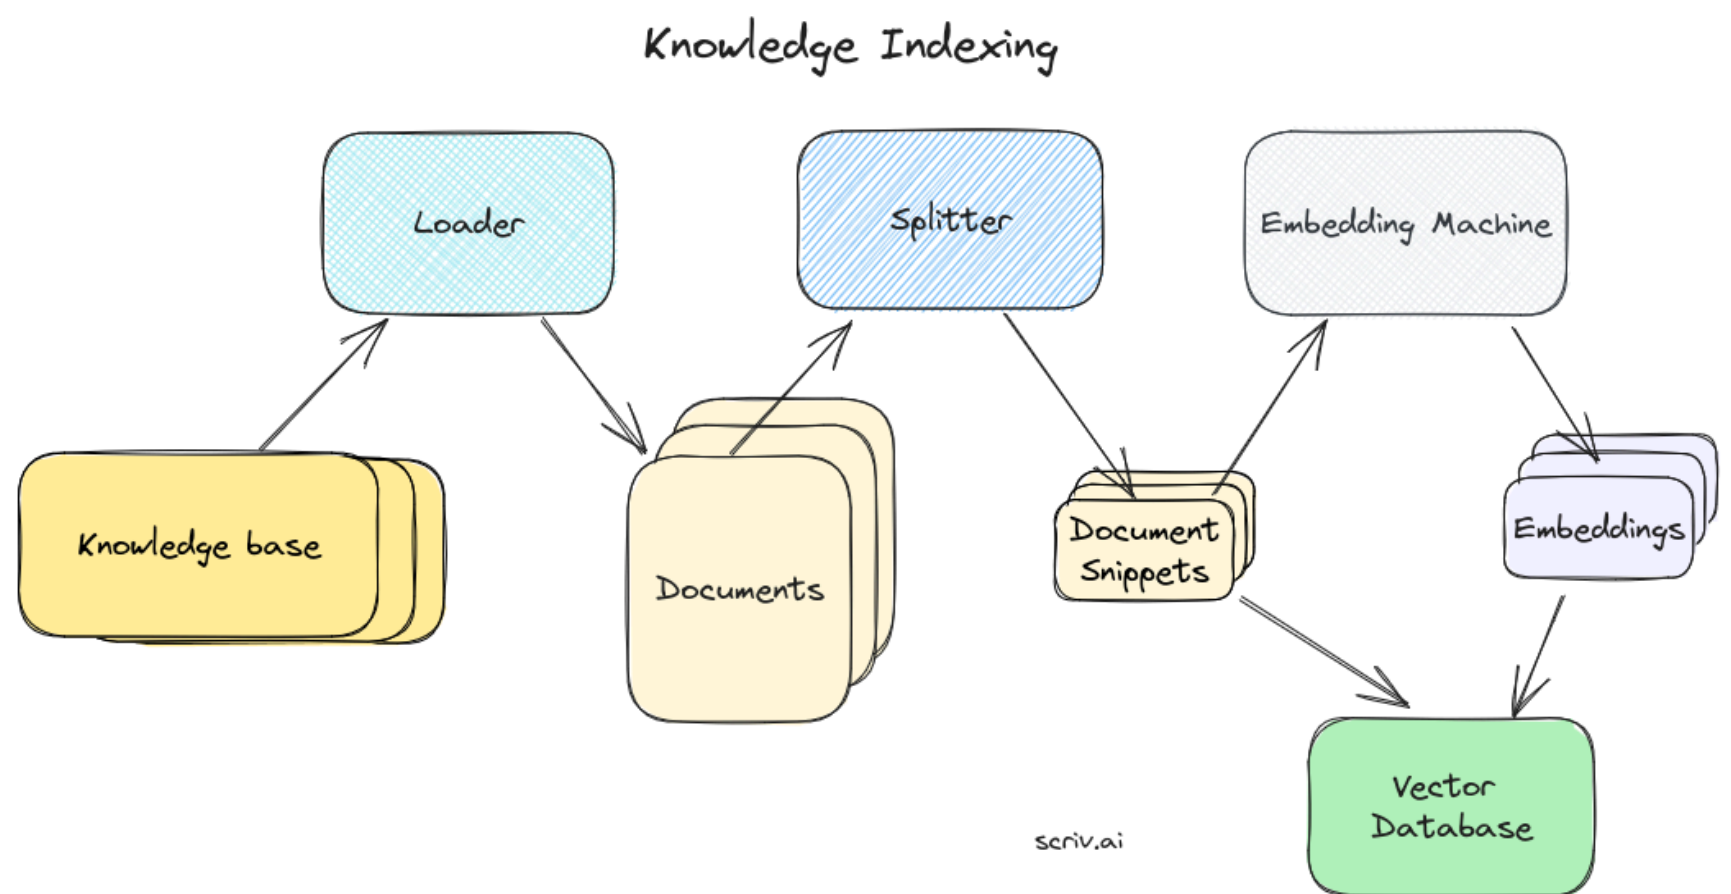 Knowledge Indexing
Loader
Splitter
Embedding Machine
Knowledge base
Documents
Document
Snippets
Embeddings
Vector
Database
scriv.ai